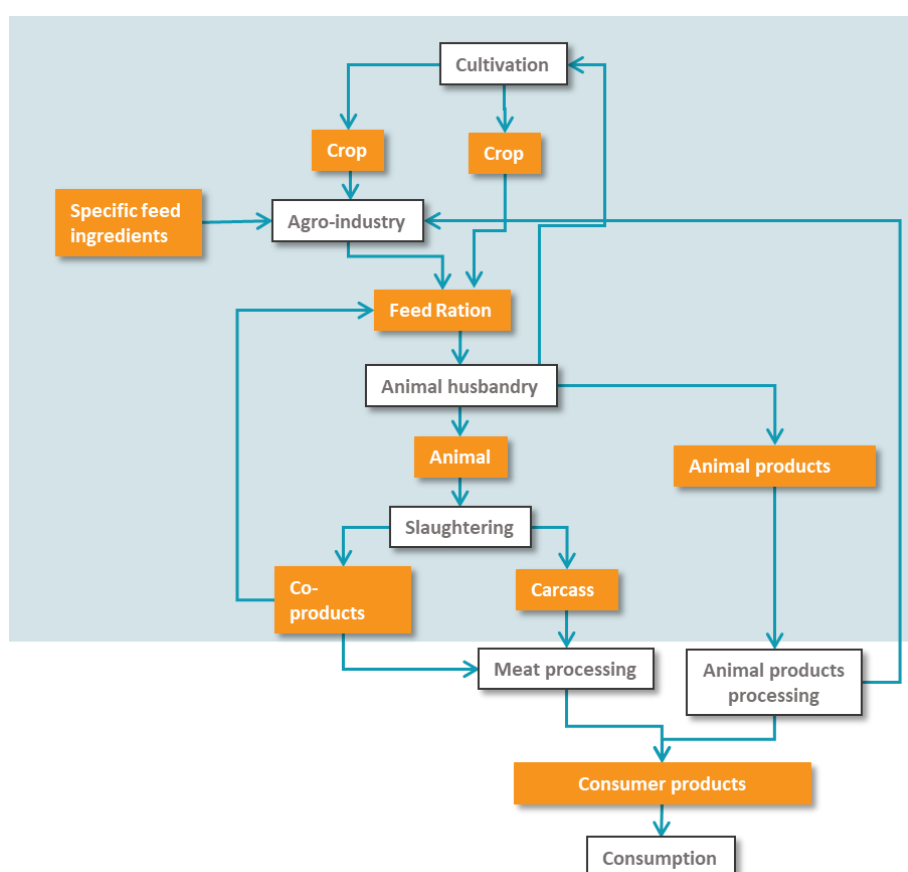 Cultivation
Crop
Crop
Specific feed
ingredients
Agro-industry
Feed Ration
Animal husbandry
Animal
Animal products
Slaughtering
Co-
products
Carcass
Meat processing
Animal products
processing
Consumer products
Consumption